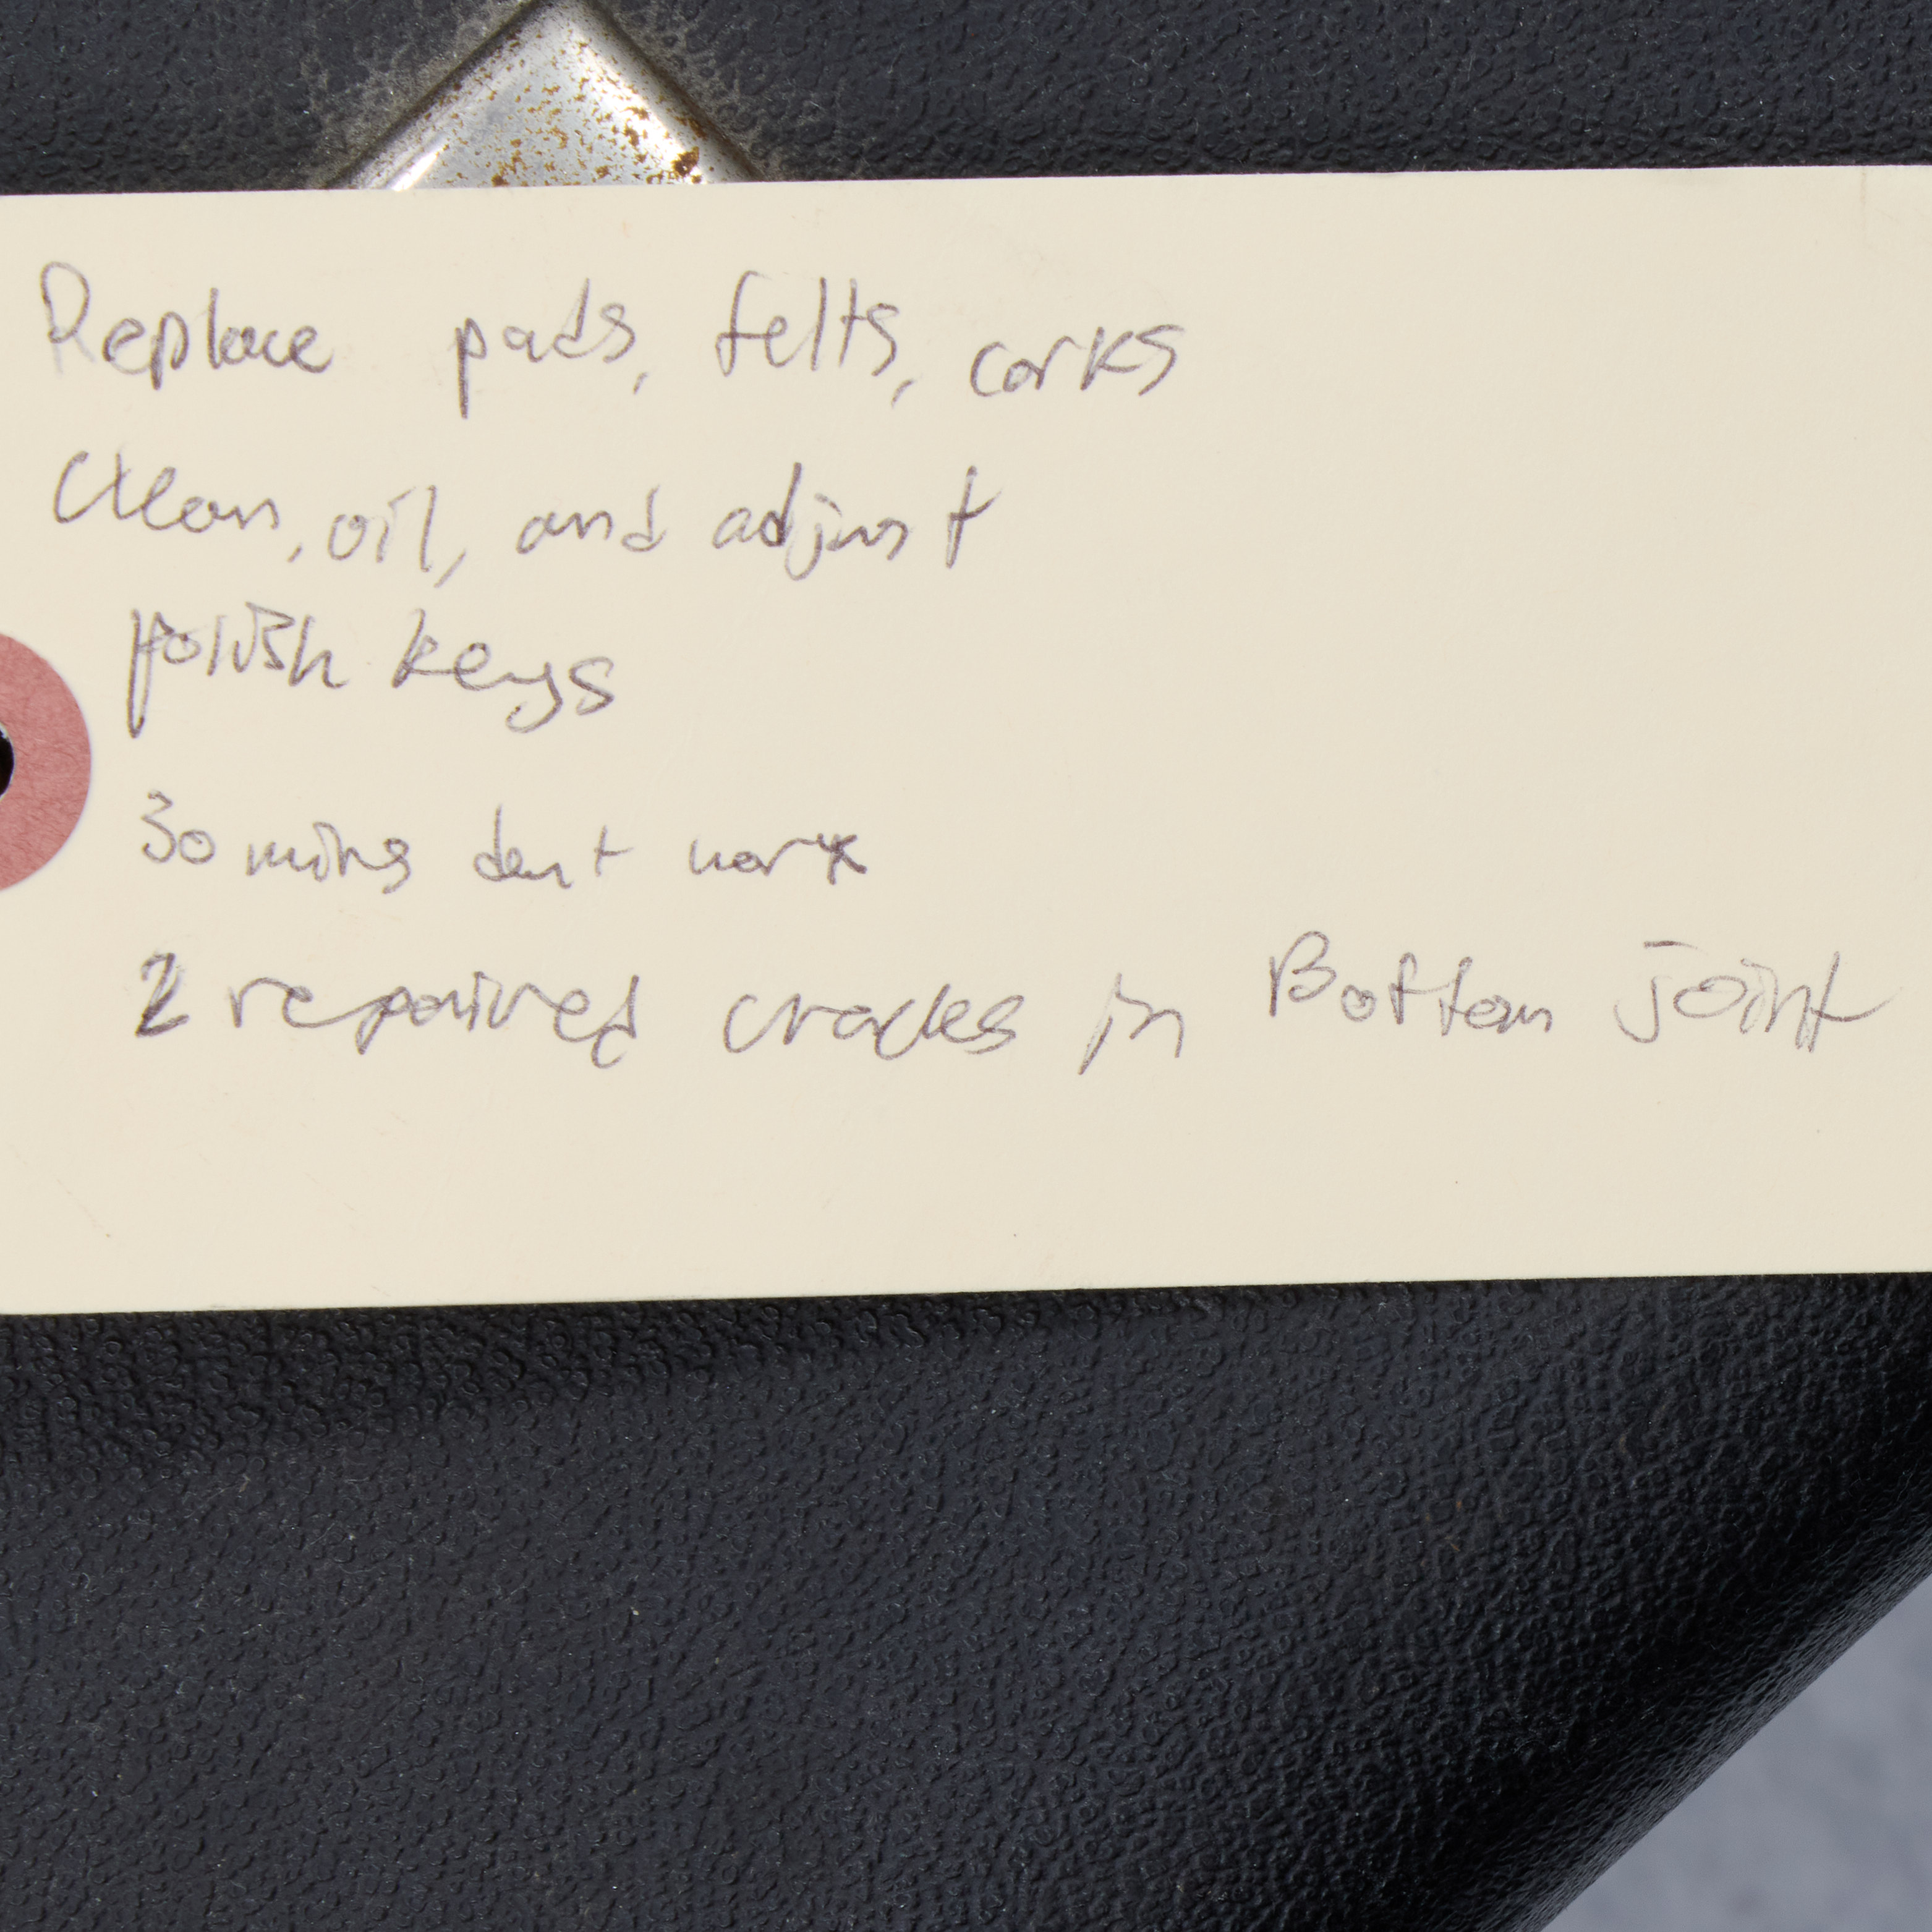 Replace pads, felts, corks
Clean, oil, and adjust
polish keys
30 mins dent work
2 repaired cracks in Bottom joint